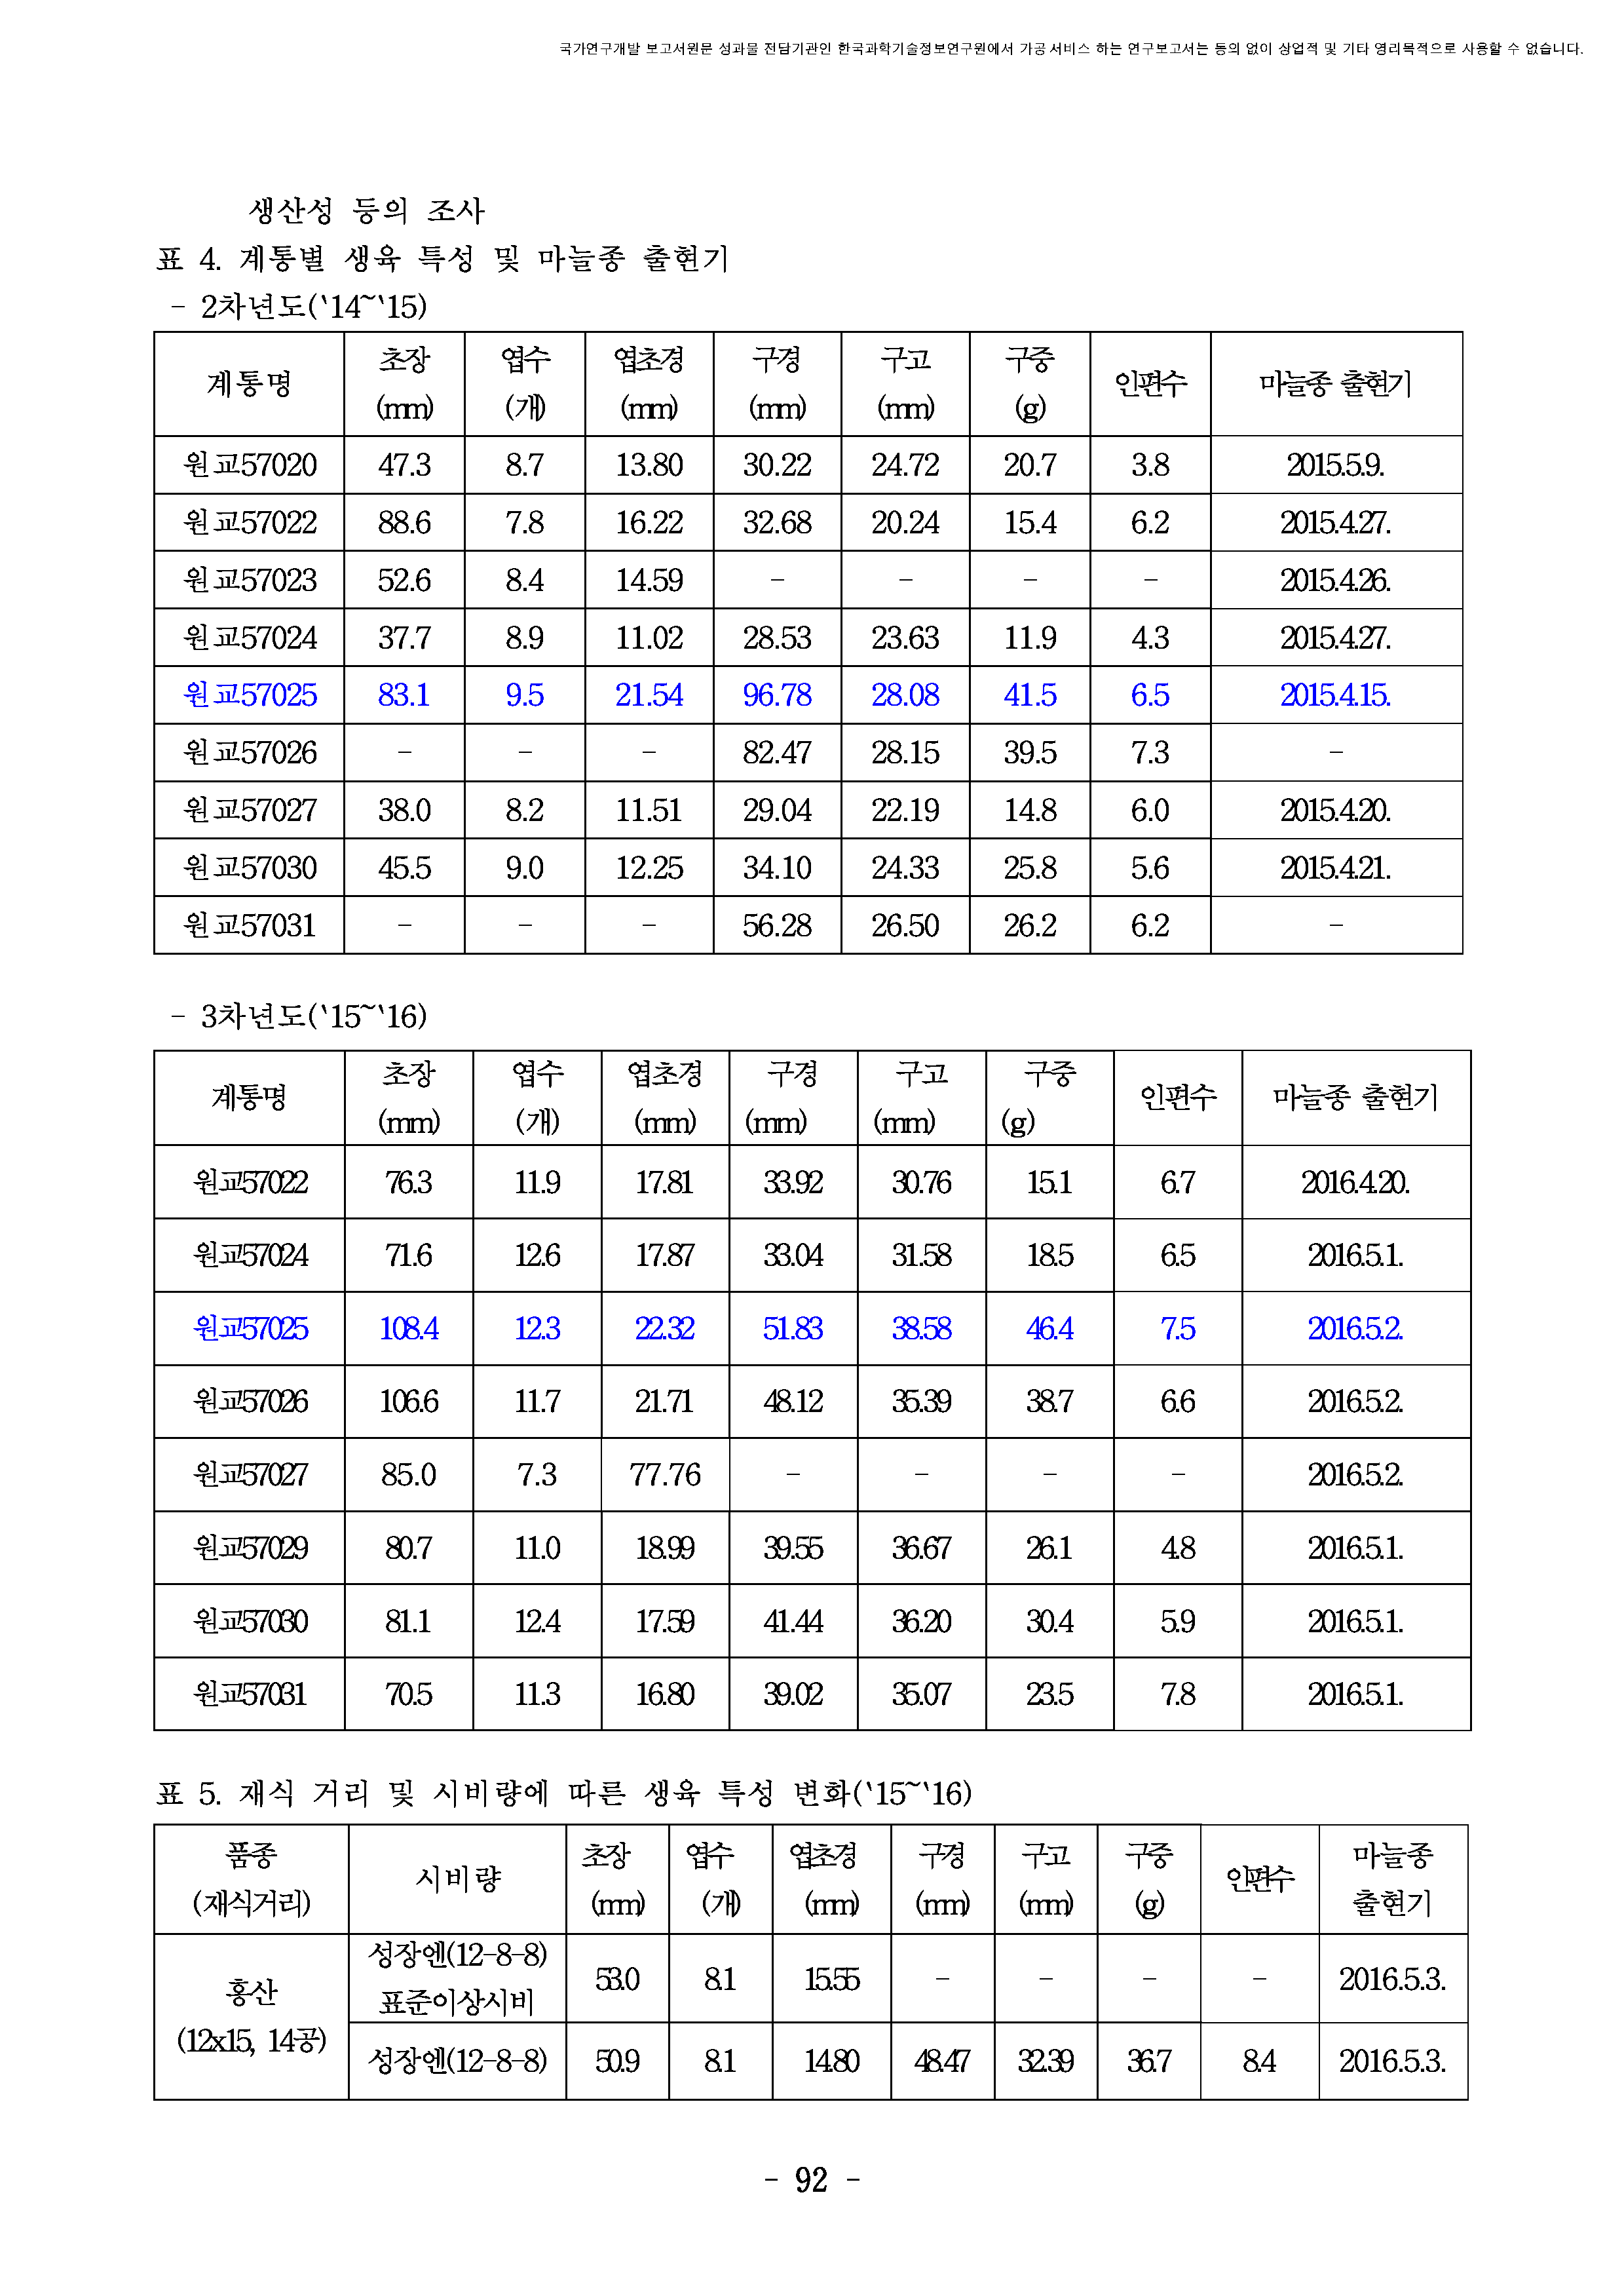 국가연구개발 보고서원문 성과물 전담기관인 한국과학기술정보연구원에서 가공·서비스 하는 연구보고서는 동의 없이 상업적 및 기타 영리목적으로 사용할 수 없습니다.
생산성 등의 조사
표 4. 계통별 생육 특성 및 마늘종 출현기
- 2차년도(`14~`15)
계통명 초장 (mm) 엽수 (개) 엽초경 (mm) 구경 (mm) 구고 (mm) 구중 (g) 인편수 마늘종 출현기
원교57020 47.3 8.7 13.80 30.22 24.72 20.7 3.8 2015.5.9.
원교57022 88.6 7.8 16.22 32.68 20.24 15.4 6.2 2015.4.27.
원교57023 52.6 8.4 14.59 - - - - 2015.4.26.
원교57024 37.7 8.9 11.02 28.53 23.63 11.9 4.3 2015.4.27.
원교57025 83.1 9.5 21.54 96.78 28.08 41.5 6.5 2015.4.15.
원교57026 - - - 82.47 28.15 39.5 7.3 -
원교57027 38.0 8.2 11.51 29.04 22.19 14.8 6.0 2015.4.20.
원교57030 45.5 9.0 12.25 34.10 24.33 25.8 5.6 2015.4.21.
원교57031 - - - 56.28 26.50 26.2 6.2 -
- 3차년도(`15~`16)
계통명 초장 (mm) 엽수 (개) 엽초경 (mm) 구경 (mm) 구고 (mm) 구중 (g) 인편수 마늘종 출현기
원교57022 76.3 11.9 17.81 33.92 30.76 15.1 6.7 2016.4.20.
원교57024 71.6 12.6 17.87 33.04 31.58 18.5 6.5 2016.5.1.
원교57025 108.4 12.3 22.32 51.83 38.58 46.4 7.5 2016.5.2.
원교57026 106.6 11.7 21.71 48.12 35.39 38.7 6.6 2016.5.2.
원교57027 85.0 7.3 77.76 - - - - 2016.5.2.
원교57029 80.7 11.0 18.99 39.55 36.67 26.1 4.8 2016.5.1.
원교57030 81.1 12.4 17.59 41.44 36.20 30.4 5.9 2016.5.1.
원교57031 70.5 11.3 16.80 39.02 35.07 23.5 7.8 2016.5.1.
표 5. 재식 거리 및 시비량에 따른 생육 특성 변화(`15~`16)
품종 (재식거리) 시비량 초장 (mm) 엽수 (개) 엽초경 (mm) 구경 (mm) 구고 (mm) 구중 (g) 인편수 마늘종 출현기
홍산 (12x15, 14공) 성장엔(12-8-8) 표준이상시비 53.0 8.1 15.55 - - - - 2016.5.3.
성장엔(12-8-8) 50.9 8.1 14.80 48.47 32.39 36.7 8.4 2016.5.3.
- 92 -